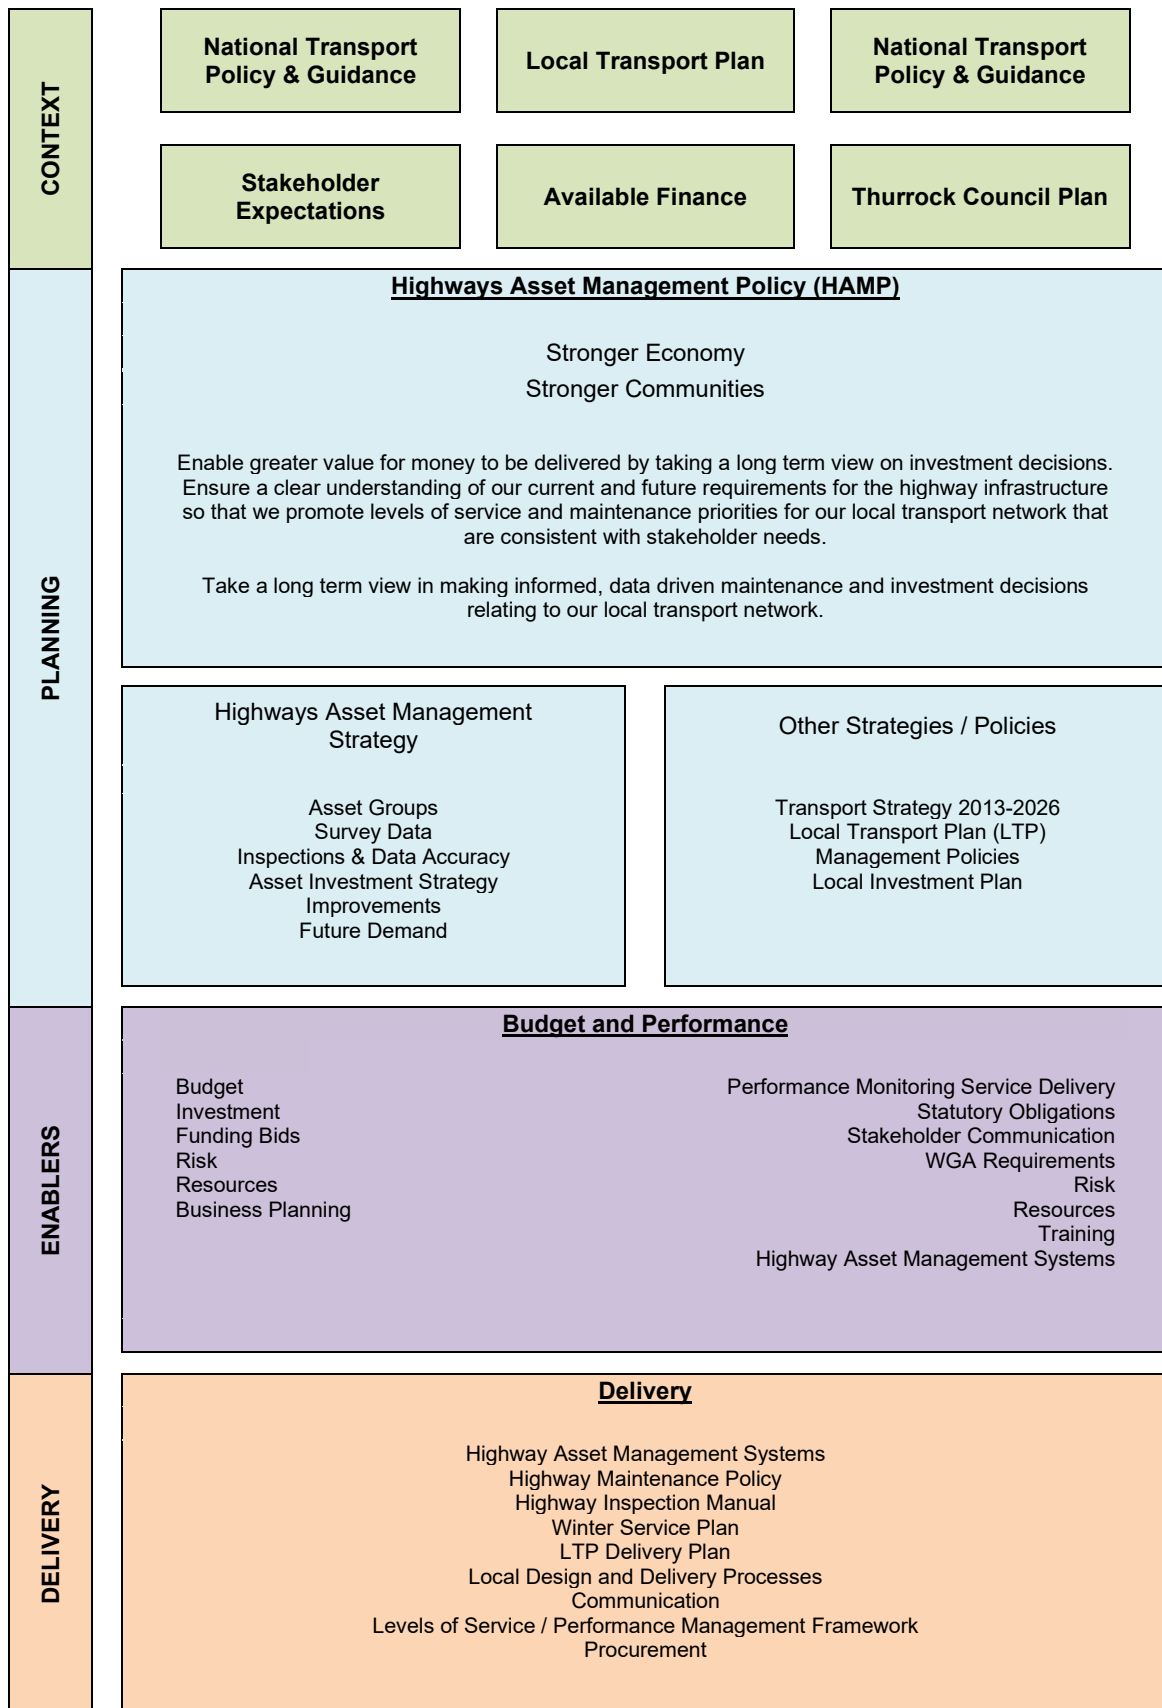 CONTEXT
National Transport
Policy & Guidance
Local Transport Plan
National Transport
Policy & Guidance
Stakeholder
Expectations
Available Finance
Thurrock Council Plan
PLANNING
Highways Asset Management Policy (HAMP)
Stronger Economy
Stronger Communities
Enable greater value for money to be delivered by taking a long term view on investment decisions.
Ensure a clear understanding of our current and future requirements for the highway infrastructure
so that we promote levels of service and maintenance priorities for our local transport network that
are consistent with stakeholder needs.
Take a long term view in making informed, data driven maintenance and investment decisions
relating to our local transport network.
Highways Asset Management
Strategy
Asset Groups
Survey Data
Inspections & Data Accuracy
Asset Investment Strategy
Improvements
Future Demand
Other Strategies / Policies
Transport Strategy 2013-2026
Local Transport Plan (LTP)
Management Policies
Local Investment Plan
ENABLERS
Budget and Performance
Budget
Investment
Funding Bids
Risk
Resources
Business Planning
Performance Monitoring Service Delivery
Statutory Obligations
Stakeholder Communication
WGA Requirements
Risk
Resources
Training
Highway Asset Management Systems
DELIVERY
Delivery
Highway Asset Management Systems
Highway Maintenance Policy
Highway Inspection Manual
Winter Service Plan
LTP Delivery Plan
Local Design and Delivery Processes
Communication
Levels of Service / Performance Management Framework
Procurement